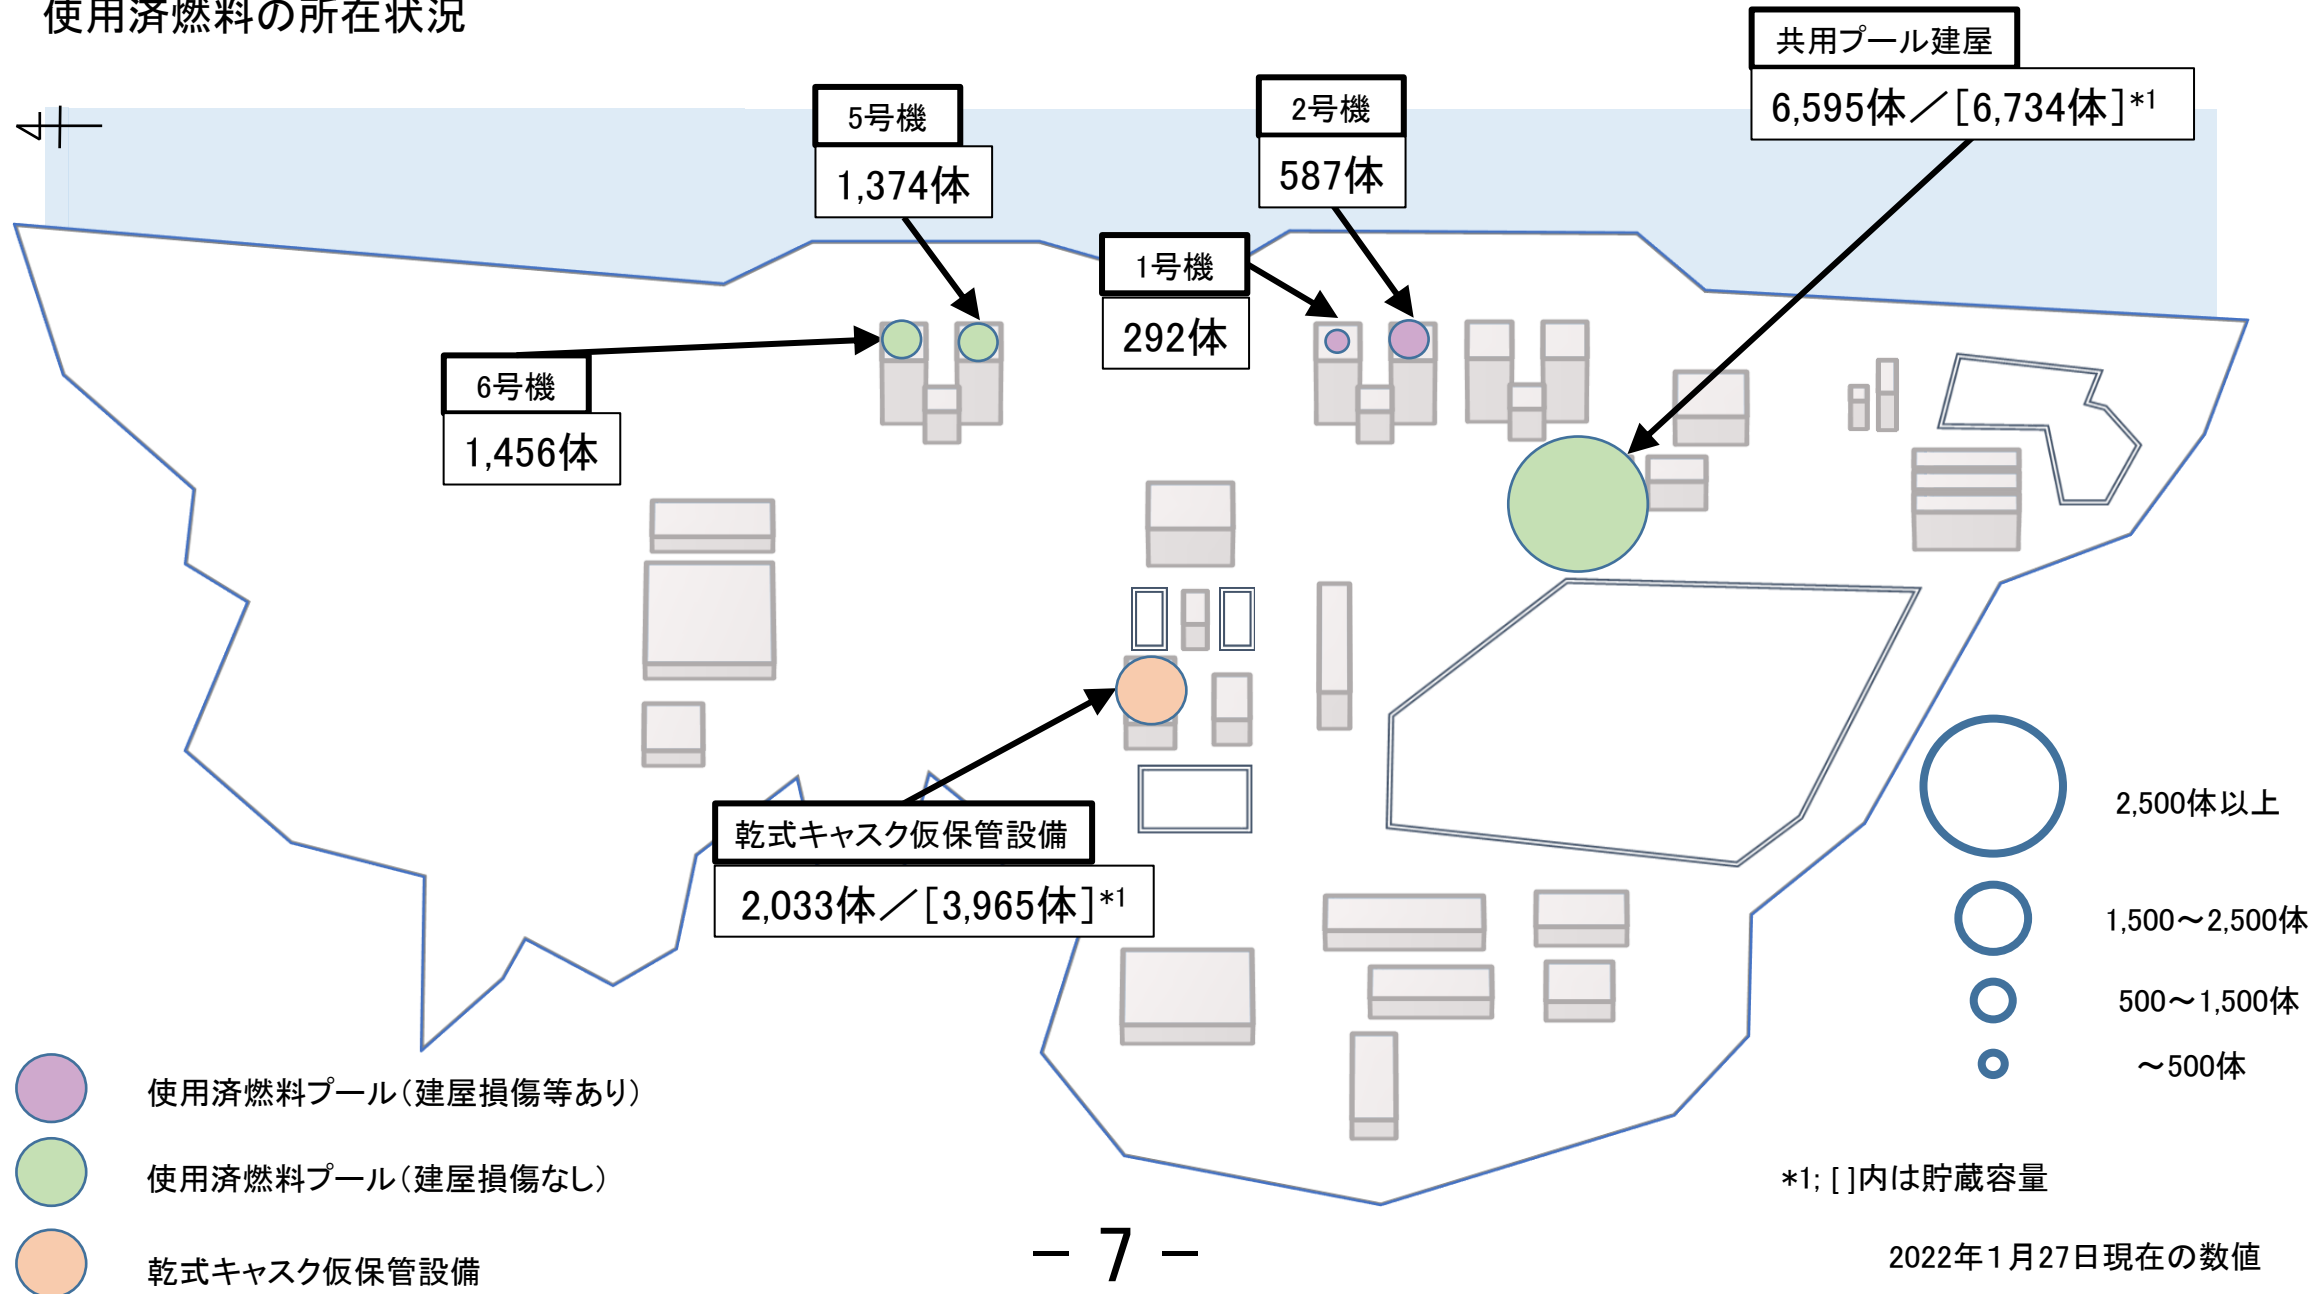 使用済燃料の所在状況
共用プール建屋
6,595体／[6,734体]*1
5号機
1,374体
2号機
587体
1号機
292体
6号機
1,456体
乾式キャスク仮保管設備
2,033体／[3,965体]*1
2,500体以上
1,500～2,500体
500～1,500体
～500体
使用済燃料プール（建屋損傷等あり）
使用済燃料プール（建屋損傷なし）
乾式キャスク仮保管設備
*1; [ ]内は貯蔵容量
2022年1月27日現在の数値
－ 7 －